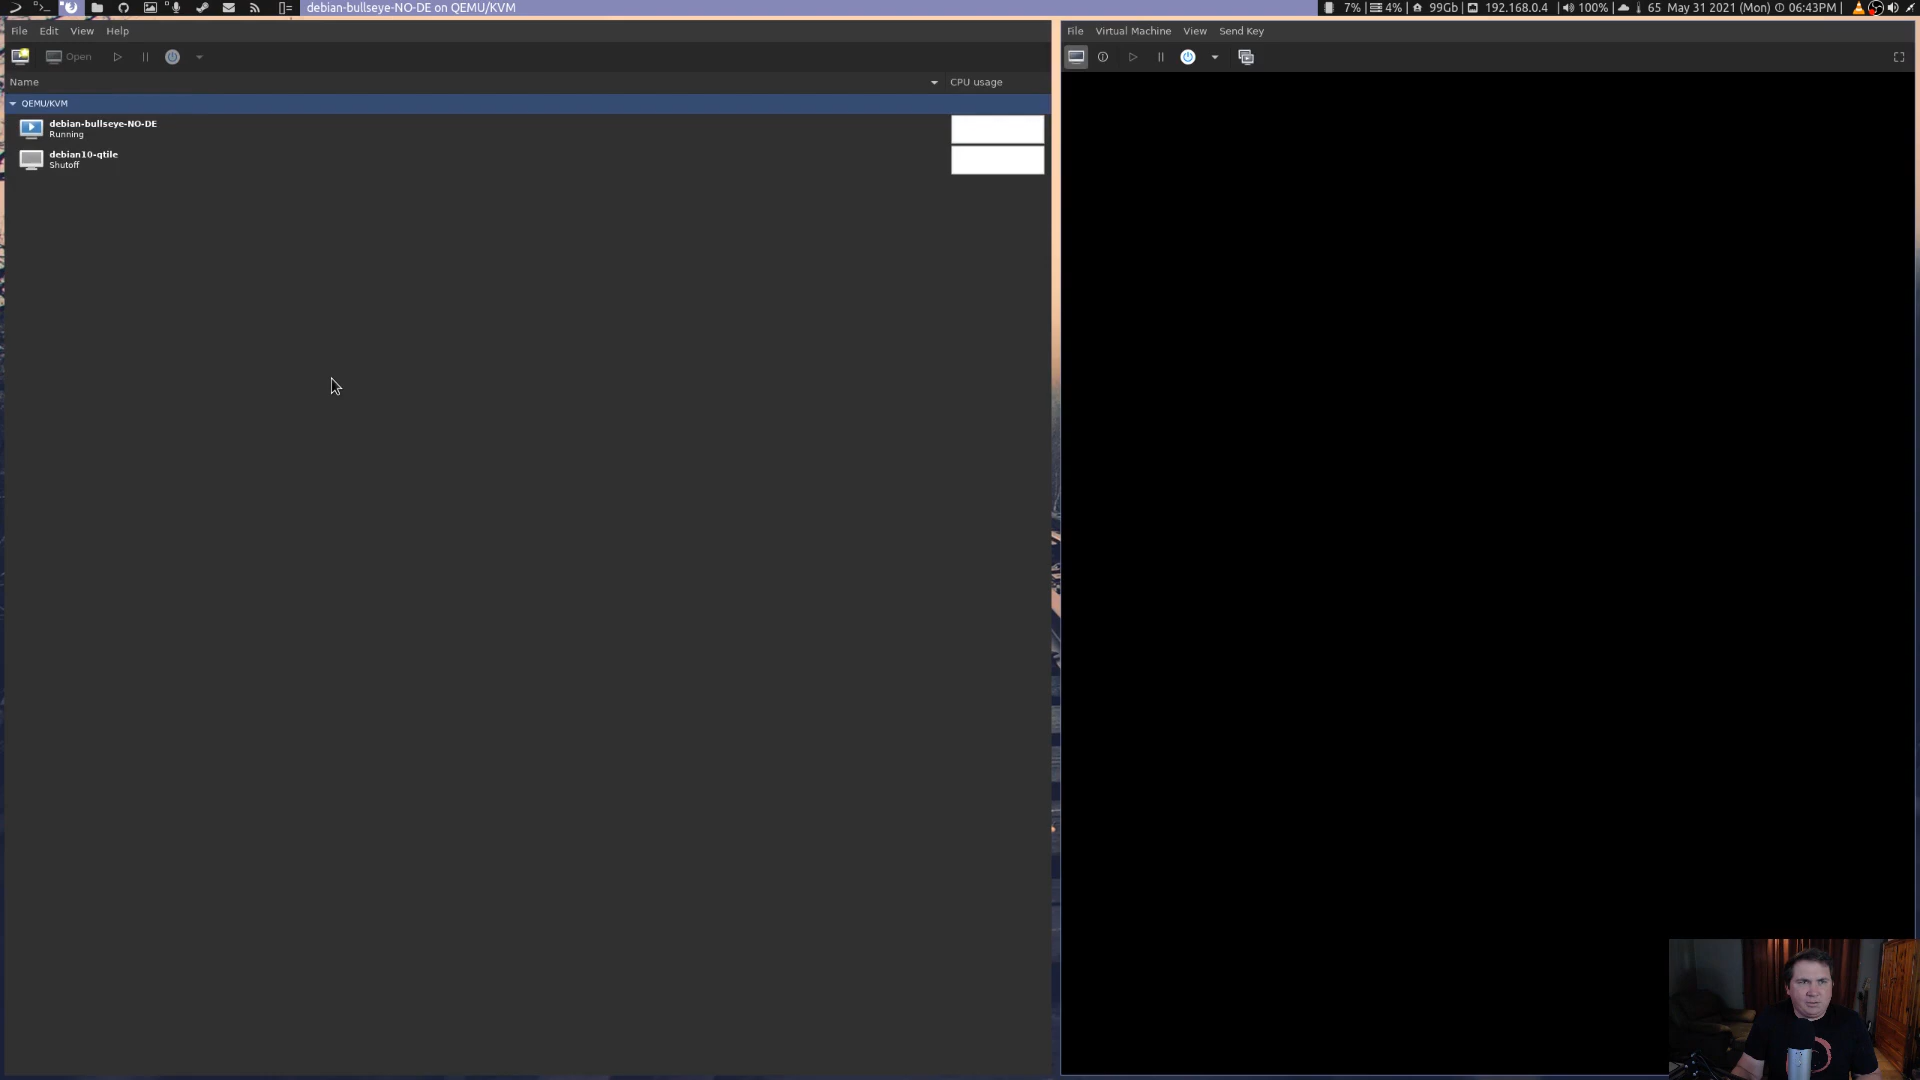 debian-bullseye-NO-DE on QEMU/KVM
7% 4% 99Gb 192.168.0.4 | 100% | 65 May 31 2021 (Mon) 06:43PM |
File Edit View Help
Open
Name CPU usage
QEMU/KVM
debian-bullseye-NO-DE
Running
debian10-qtile
Shutoff
File Virtual Machine View Send Key